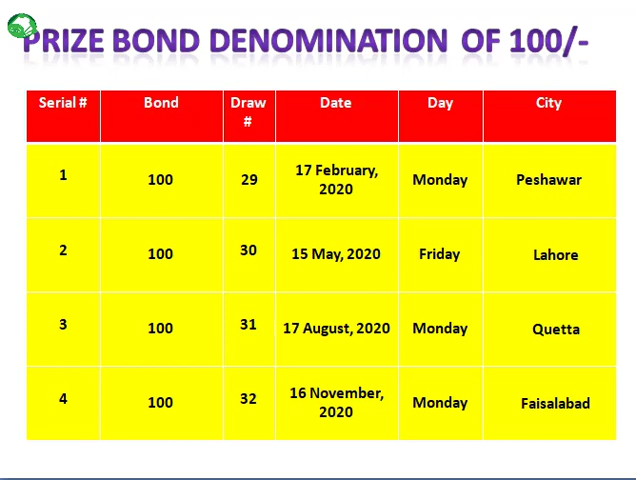 PRIZE BOND DENOMINATION OF 100/-
Serial # Bond Draw # Date Day City
1 100 29 17 February, 2020 Monday Peshawar
2 100 30 15 May, 2020 Friday Lahore
3 100 31 17 August, 2020 Monday Quetta
4 100 32 16 November, 2020 Monday Faisalabad